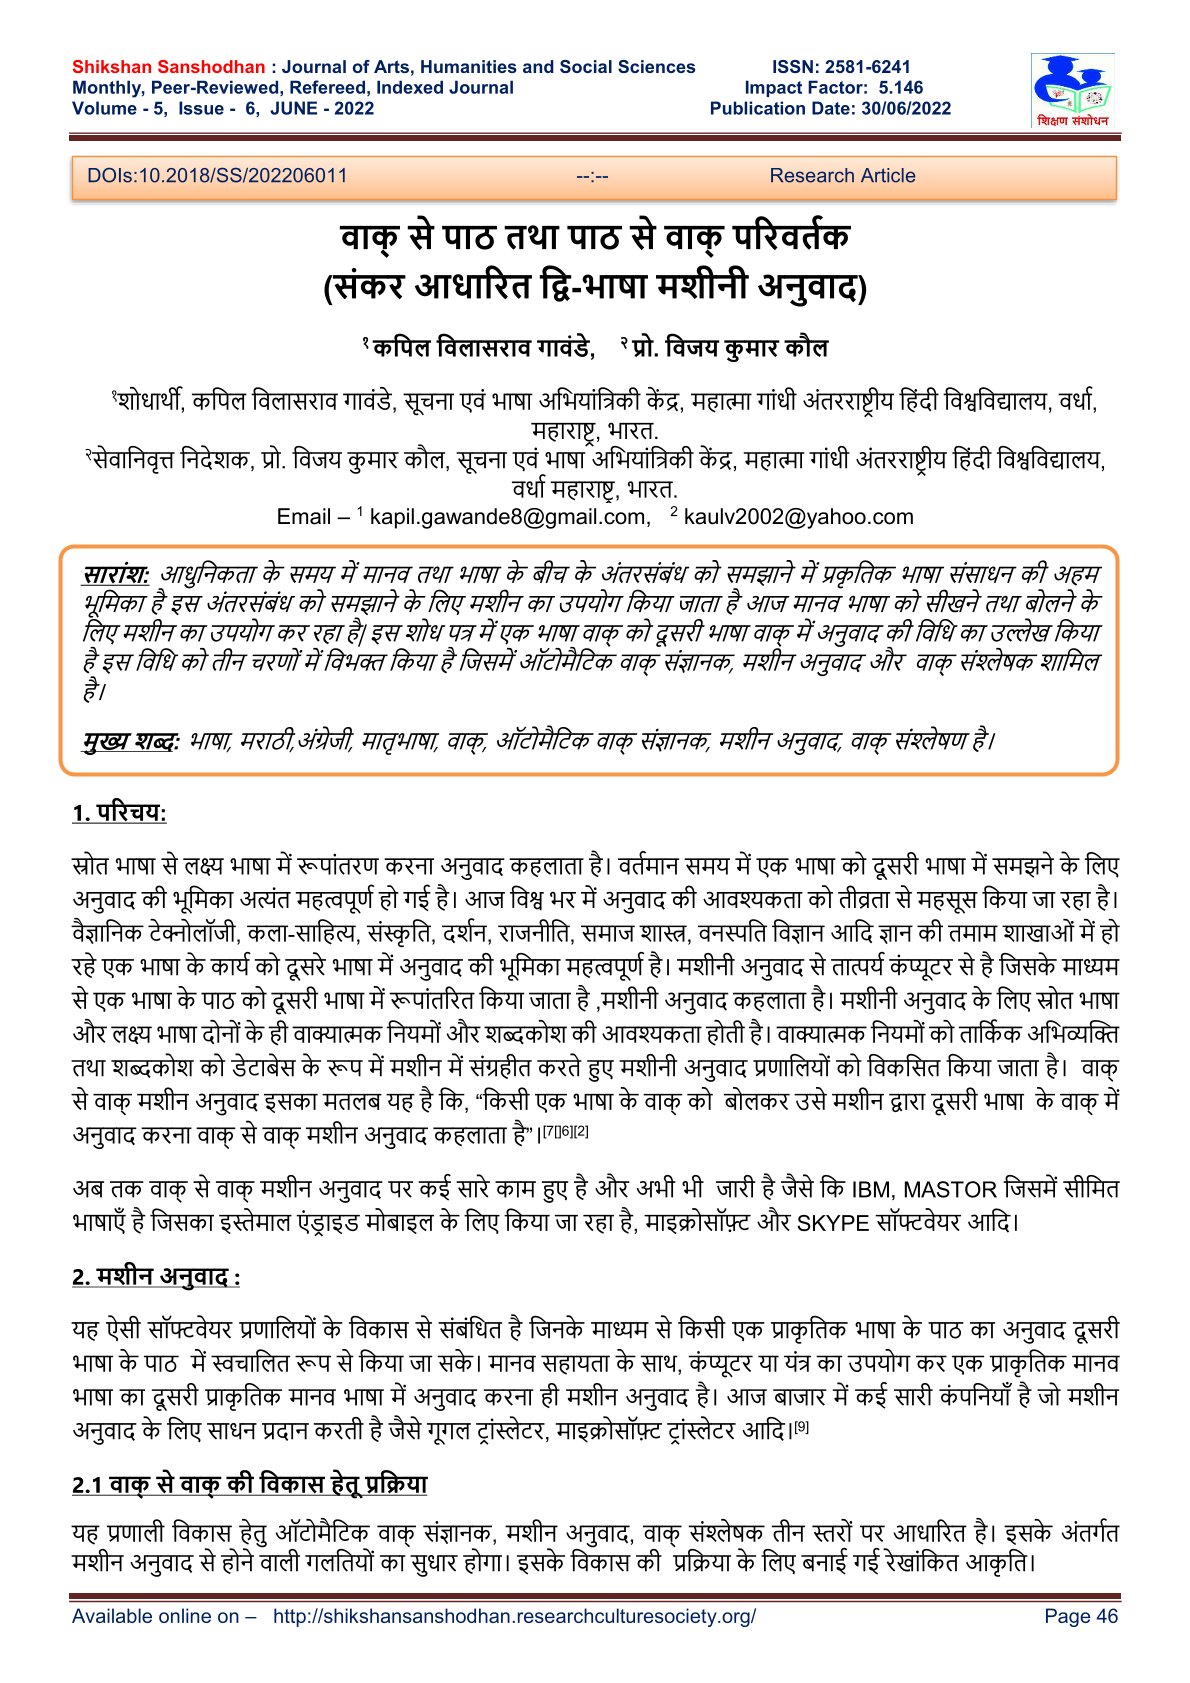 Shikshan Sanshodhan : Journal of Arts, Humanities and Social Sciences ISSN: 2581-6241
Monthly, Peer-Reviewed, Refereed, Indexed Journal Impact Factor: 5.146
Volume - 5, Issue - 6, JUNE - 2022 Publication Date: 30/06/2022
शिक्षण संशोधन
DOIs:10.2018/SS/202206011 --:-- Research Article
वाक् से पाठ तथा पाठ से वाक् परिवर्तक
(संकर आधारित द्वि-भाषा मशीनी अनुवाद)
१ कपिल विलासराव गावंडे, २ प्रो. विजय कुमार कौल
१शोधार्थी, कपिल विलासराव गावंडे, सूचना एवं भाषा अभियांत्रिकी केंद्र, महात्मा गांधी अंतरराष्ट्रीय हिंदी विश्वविद्यालय, वर्धा,
महाराष्ट्र, भारत.
२सेवानिवृत्त निदेशक, प्रो. विजय कुमार कौल, सूचना एवं भाषा अभियांत्रिकी केंद्र, महात्मा गांधी अंतरराष्ट्रीय हिंदी विश्वविद्यालय,
वर्धा महाराष्ट्र, भारत.
Email – 1 kapil.gawande8@gmail.com, 2 kaulv2002@yahoo.com
सारांश: आधुनिकता के समय में मानव तथा भाषा के बीच के अंतरसंबंध को समझाने में प्रकृतिक भाषा संसाधन की अहम
भूमिका है इस अंतरसंबंध को समझाने के लिए मशीन का उपयोग किया जाता है आज मानव भाषा को सीखने तथा बोलने के
लिए मशीन का उपयोग कर रहा है| इस शोध पत्र में एक भाषा वाक् को दूसरी भाषा वाक् में अनुवाद की विधि का उल्लेख किया
है इस विधि को तीन चरणों में विभक्त किया है जिसमें ऑटोमैटिक वाक् संज्ञानक, मशीन अनुवाद और वाक् संश्लेषक शामिल
है।
मुख्य शब्द: भाषा, मराठी,अंग्रेजी, मातृभाषा, वाक्, ऑटोमैटिक वाक् संज्ञानक, मशीन अनुवाद, वाक् संश्लेषण है।
1. परिचय:
स्रोत भाषा से लक्ष्य भाषा में रूपांतरण करना अनुवाद कहलाता है। वर्तमान समय में एक भाषा को दूसरी भाषा में समझने के लिए
अनुवाद की भूमिका अत्यंत महत्वपूर्ण हो गई है। आज विश्व भर में अनुवाद की आवश्यकता को तीव्रता से महसूस किया जा रहा है।
वैज्ञानिक टेक्नोलॉजी, कला-साहित्य, संस्कृति, दर्शन, राजनीति, समाज शास्त्र, वनस्पति विज्ञान आदि ज्ञान की तमाम शाखाओं में हो
रहे एक भाषा के कार्य को दूसरे भाषा में अनुवाद की भूमिका महत्वपूर्ण है। मशीनी अनुवाद से तात्पर्य कंप्यूटर से है जिसके माध्यम
से एक भाषा के पाठ को दूसरी भाषा में रूपांतरित किया जाता है ,मशीनी अनुवाद कहलाता है। मशीनी अनुवाद के लिए स्रोत भाषा
और लक्ष्य भाषा दोनों के ही वाक्यात्मक नियमों और शब्दकोश की आवश्यकता होती है। वाक्यात्मक नियमों को तार्किक अभिव्यक्ति
तथा शब्दकोश को डेटाबेस के रूप में मशीन में संग्रहीत करते हुए मशीनी अनुवाद प्रणालियों को विकसित किया जाता है। वाक्
से वाक् मशीन अनुवाद इसका मतलब यह है कि, “किसी एक भाषा के वाक् को बोलकर उसे मशीन द्वारा दूसरी भाषा के वाक् में
अनुवाद करना वाक् से वाक् मशीन अनुवाद कहलाता है”।[7[]6][2]
अब तक वाक् से वाक् मशीन अनुवाद पर कई सारे काम हुए है और अभी भी जारी है जैसे कि IBM, MASTOR जिसमें सीमित
भाषाएँ है जिसका इस्तेमाल एंड्राइड मोबाइल के लिए किया जा रहा है, माइक्रोसॉफ़्ट और SKYPE सॉफ्टवेयर आदि।
2. मशीन अनुवाद :
यह ऐसी सॉफ्टवेयर प्रणालियों के विकास से संबंधित है जिनके माध्यम से किसी एक प्राकृतिक भाषा के पाठ का अनुवाद दूसरी
भाषा के पाठ में स्वचालित रूप से किया जा सके। मानव सहायता के साथ, कंप्यूटर या यंत्र का उपयोग कर एक प्राकृतिक मानव
भाषा का दूसरी प्राकृतिक मानव भाषा में अनुवाद करना ही मशीन अनुवाद है। आज बाजार में कई सारी कंपनियाँ है जो मशीन
अनुवाद के लिए साधन प्रदान करती है जैसे गूगल ट्रांस्लेटर, माइक्रोसॉफ़्ट ट्रांस्लेटर आदि।[9]
2.1 वाक् से वाक् की विकास हेतू प्रक्रिया
यह प्रणाली विकास हेतु ऑटोमैटिक वाक् संज्ञानक, मशीन अनुवाद, वाक् संश्लेषक तीन स्तरों पर आधारित है। इसके अंतर्गत
मशीन अनुवाद से होने वाली गलतियों का सुधार होगा। इसके विकास की प्रक्रिया के लिए बनाई गई रेखांकित आकृति।
Available online on – http://shikshansanshodhan.researchculturesociety.org/ Page 46